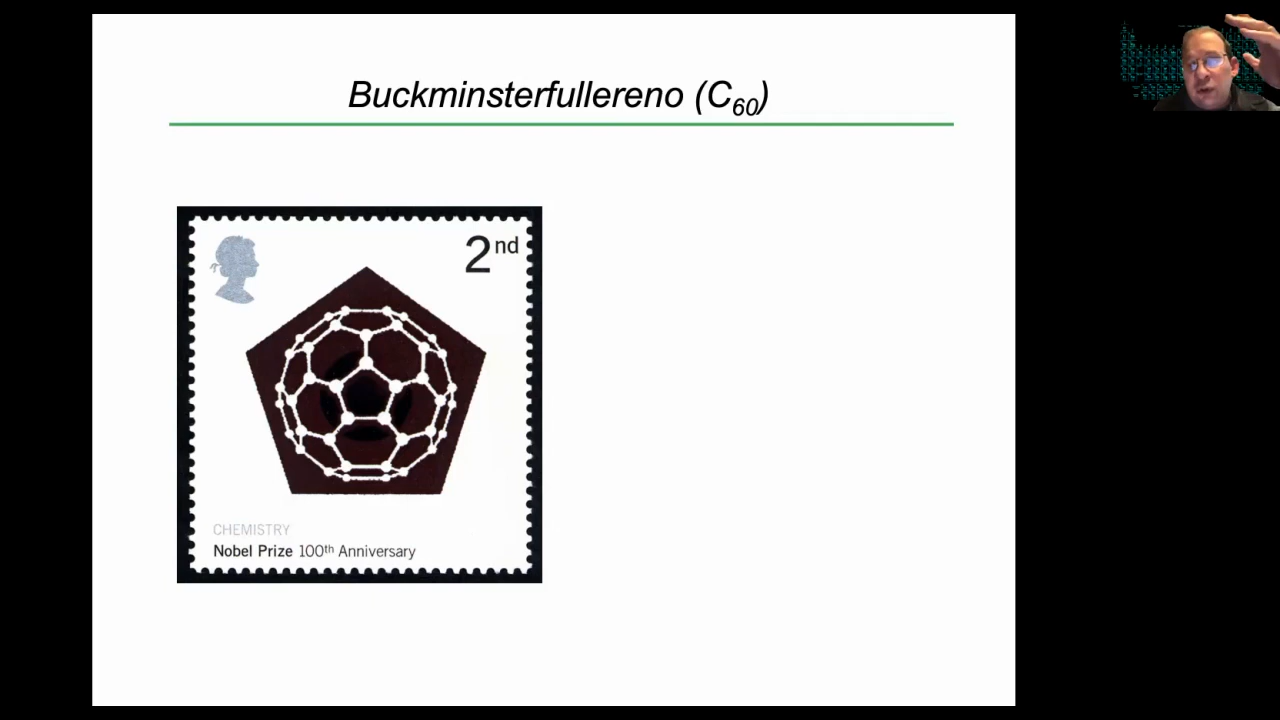 Buckminsterfullereno (C60)
2nd
CHEMISTRY
Nobel Prize 100th Anniversary